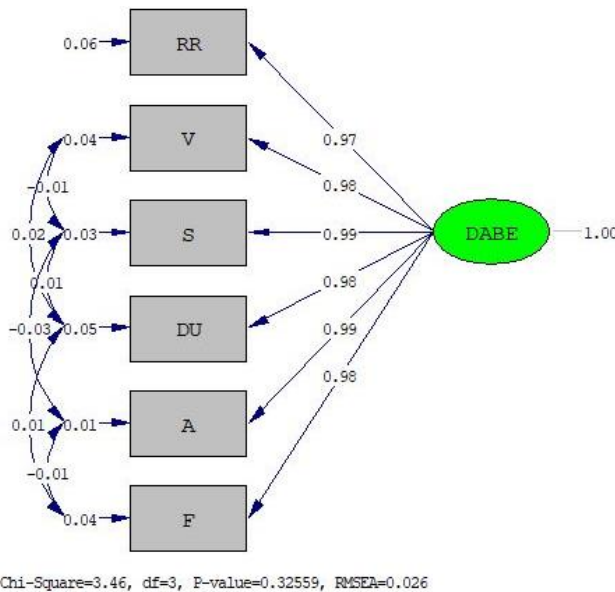 0.06 RR
0.04 V 0.97
-0.01 0.98
0.02 0.03 S 0.99 DABE 1.00
0.01 0.98
-0.03 0.05 DU 0.99
0.98
0.01 0.01 A
-0.01
0.04 F
Chi-Square=3.46, df=3, P-value=0.32559, RMSEA=0.026